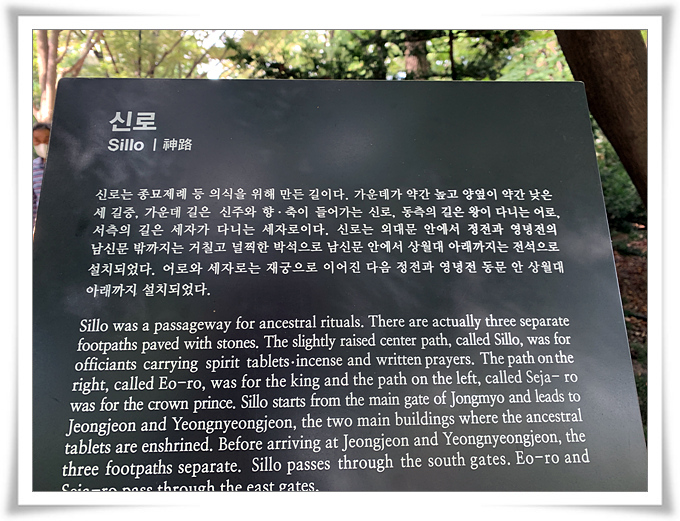 신로
Sillo | 神路
신로는 종묘제례 등 의식을 위해 만든 길이다. 가운데가 약간 높고 양옆이 약간 낮은
세 길중, 가운데 길은 신주와 향·축이 들어가는 신로, 동측의 길은 왕이 다니는 어로,
서측의 길은 세자가 다니는 세자로이다. 신로는 외대문 안에서 정전과 영녕전의
남신문 밖까지는 거칠고 널찍한 박석으로 남신문 안에서 상월대 아래까지는 전석으로
설치되었다. 어로와 세자로는 재궁으로 이어진 다음 정전과 영녕전 동문 안 상월대
아래까지 설치되었다.
Sillo was a passageway for ancestral rituals. There are actually three separate
footpaths paved with stones. The slightly raised center path, called Sillo, was for
officiants carrying spirit tablets·incense and written prayers. The path on the
right, called Eo-ro, was for the king and the path on the left, called Seja- ro
was for the crown prince. Sillo starts from the main gate of Jongmyo and leads to
Jeongjeon and Yeongnyeongjeon, the two main buildings where the ancestral
tablets are enshrined. Before arriving at Jeongjeon and Yeongnyeongjeon, the
three footpaths separate. Sillo passes through the south gates. Eo-ro and
Seja-ro pass through the east gates.